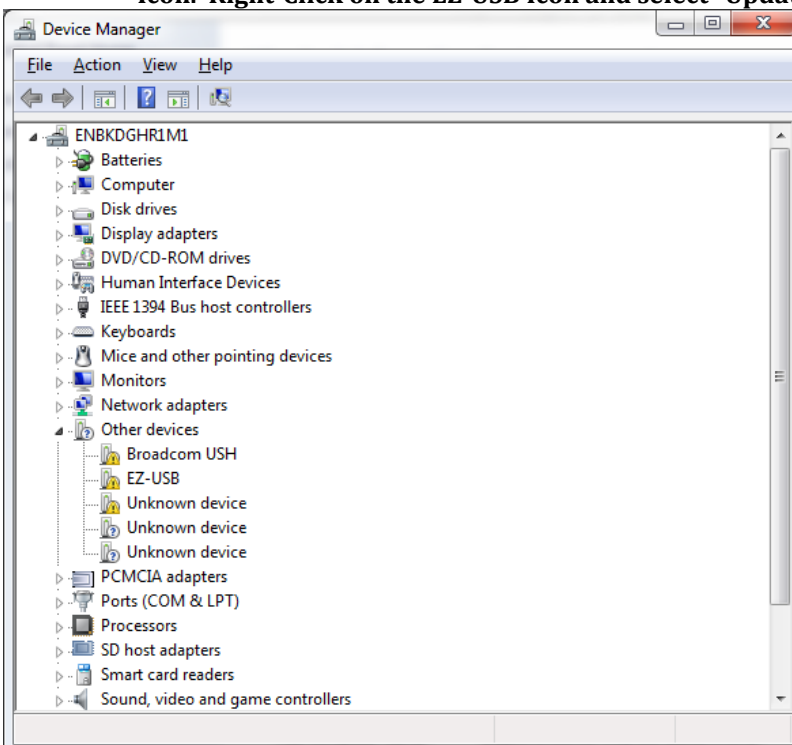 icon. Right-Click on the EZ-USB icon and select "Upda
Device Manager
File Action View Help
ENBKDGHR1M1
Batteries
Computer
Disk drives
Display adapters
DVD/CD-ROM drives
Human Interface Devices
IEEE 1394 Bus host controllers
Keyboards
Mice and other pointing devices
Monitors
Network adapters
Other devices
Broadcom USH
EZ-USB
Unknown device
Unknown device
Unknown device
PCMCIA adapters
Ports (COM & LPT)
Processors
SD host adapters
Smart card readers
Sound, video and game controllers